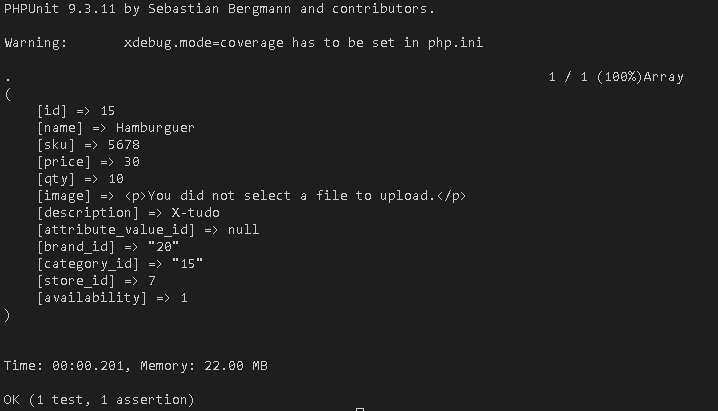 PHPUnit 9.3.11 by Sebastian Bergmann and contributors.
Warning:       xdebug.mode=coverage has to be set in php.ini
.                                                                   1 / 1 (100%)Array
(
    [id] => 15
    [name] => Hamburguer
    [sku] => 5678
    [price] => 30
    [qty] => 10
    [image] => <p>You did not select a file to upload.</p>
    [description] => X-tudo
    [attribute_value_id] => null
    [brand_id] => "20"
    [category_id] => "15"
    [store_id] => 7
    [availability] => 1
)
Time: 00:00.201, Memory: 22.00 MB
OK (1 test, 1 assertion)